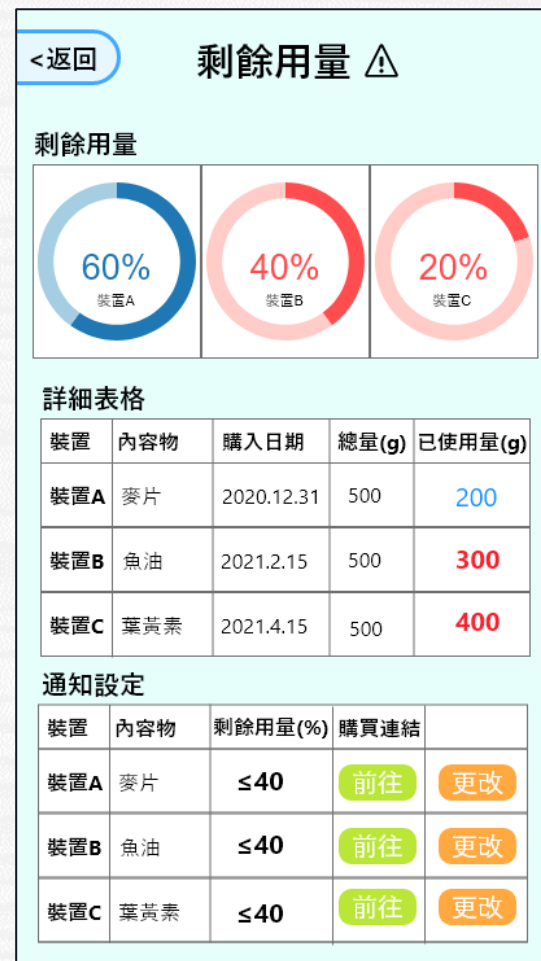 <返回
剩餘用量 ⚠
剩餘用量
60% 40% 20%
裝置A 裝置B 裝置C
詳細表格
裝置 內容物 購入日期 總量(g) 已使用量(g)
裝置A 麥片 2020.12.31 500 200
裝置B 魚油 2021.2.15 500 300
裝置C 葉黃素 2021.4.15 500 400
通知設定
裝置 內容物 剩餘用量(%) 購買連結
裝置A 麥片 ≤40 前往 更改
裝置B 魚油 ≤40 前往 更改
裝置C 葉黃素 ≤40 前往 更改